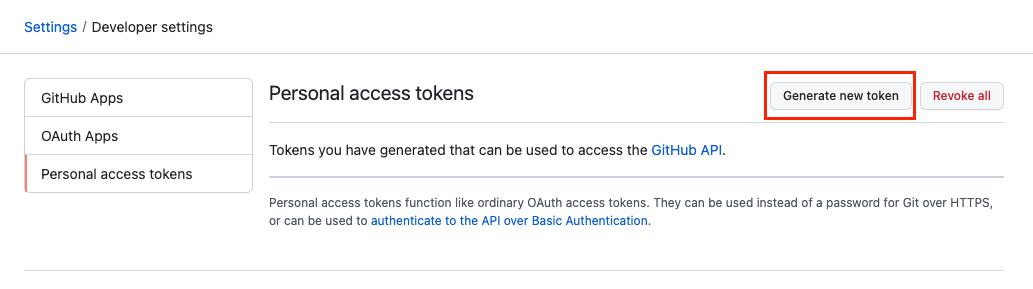 Settings / Developer settings
GitHub Apps
OAuth Apps
Personal access tokens
Personal access tokens
Generate new token
Revoke all
Tokens you have generated that can be used to access the GitHub API.
Personal access tokens function like ordinary OAuth access tokens. They can be used instead of a password for Git over HTTPS,
or can be used to authenticate to the API over Basic Authentication.